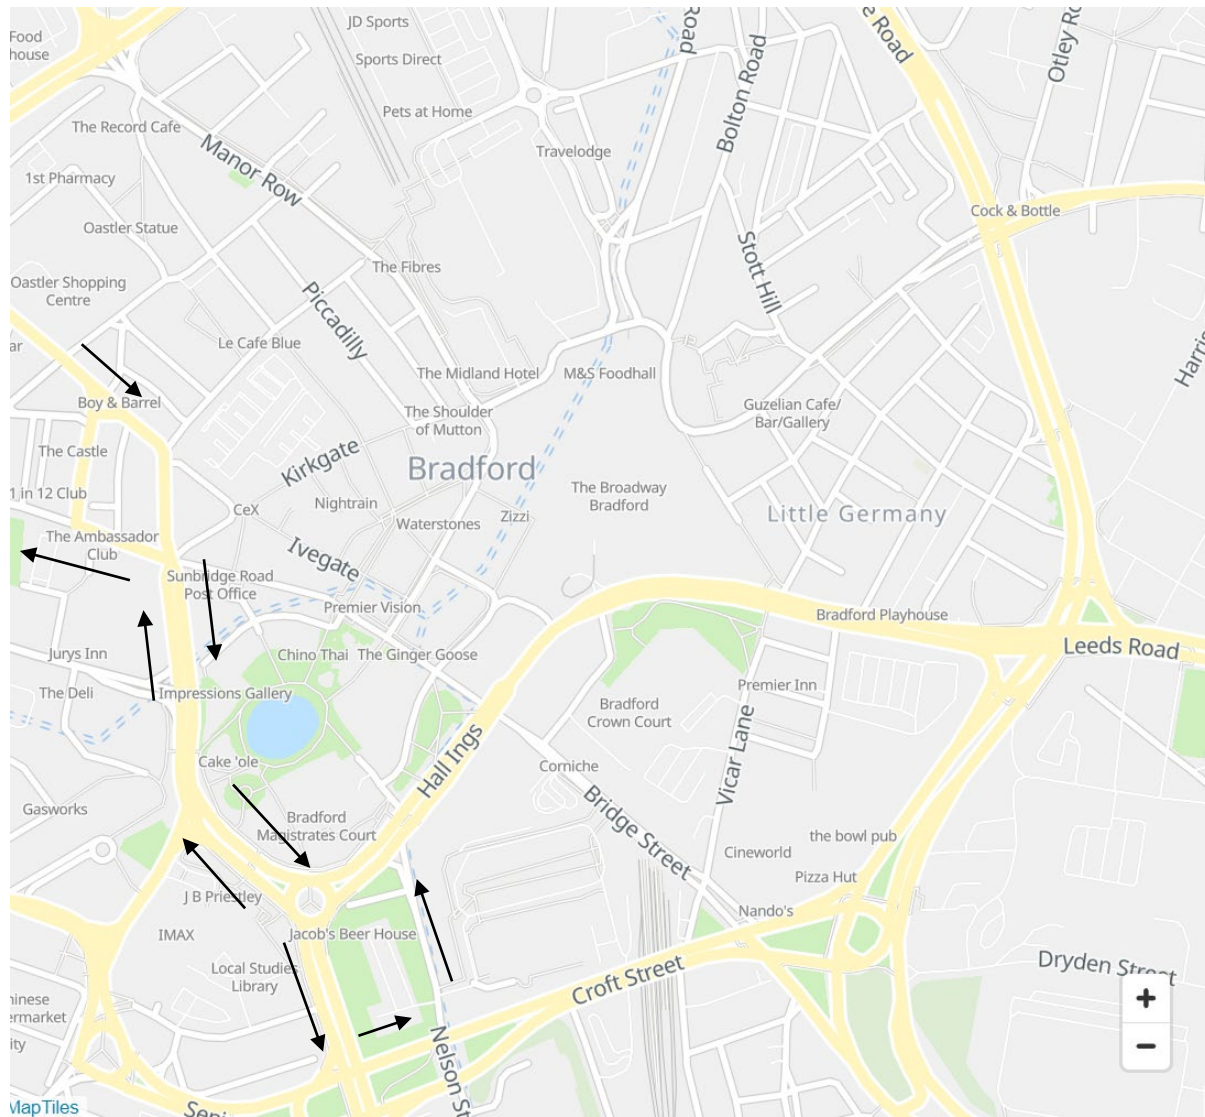 JD Sports
e Road
Road
Food
house
Sports Direct
Otley Ro
Bolton Road
Pets at Home
The Record Cafe
Manor Row
Travelodge
1st Pharmacy
Cock & Bottle
Oastler Statue
Stott Hill
The Fibres
Oastler Shopping
Centre
Piccadilly
Harris
ar
Le Cafe Blue
The Midland Hotel
M&S Foodhall
Boy & Barrel
The Shoulder
of Mutton
Guzelian Cafe/
Bar/Gallery
The Castle
Kirkgate
Bradford
1 in 12 Club
Nightrain
The Broadway
Bradford
CeX
Waterstones
Zizzi
Little Germany
The Ambassador
Club
Ivegate
Sunbridge Road
Post Office
Premier Vision
Bradford Playhouse
Leeds Road
Jurys Inn
Chino Thai
The Ginger Goose
The Deli
Impressions Gallery
Premier Inn
Bradford
Crown Court
Hall Ings
Vicar Lane
Cake 'ole
Corniche
Gasworks
Bradford
Magistrates Court
Bridge Street
the bowl pub
Cineworld
Pizza Hut
J B Priestley
Nando's
IMAX
Jacob's Beer House
Local Studies
Library
Croft Street
Dryden Street
hinese
ermarket
ity
+
−
Nelson St
MapTiles
Seni